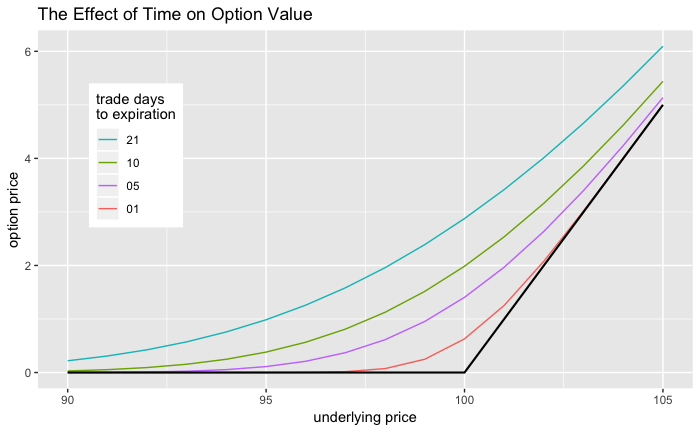 The Effect of Time on Option Value
option price
6
4
2
0
trade days
to expiration
21
10
05
01
90
95
100
105
underlying price